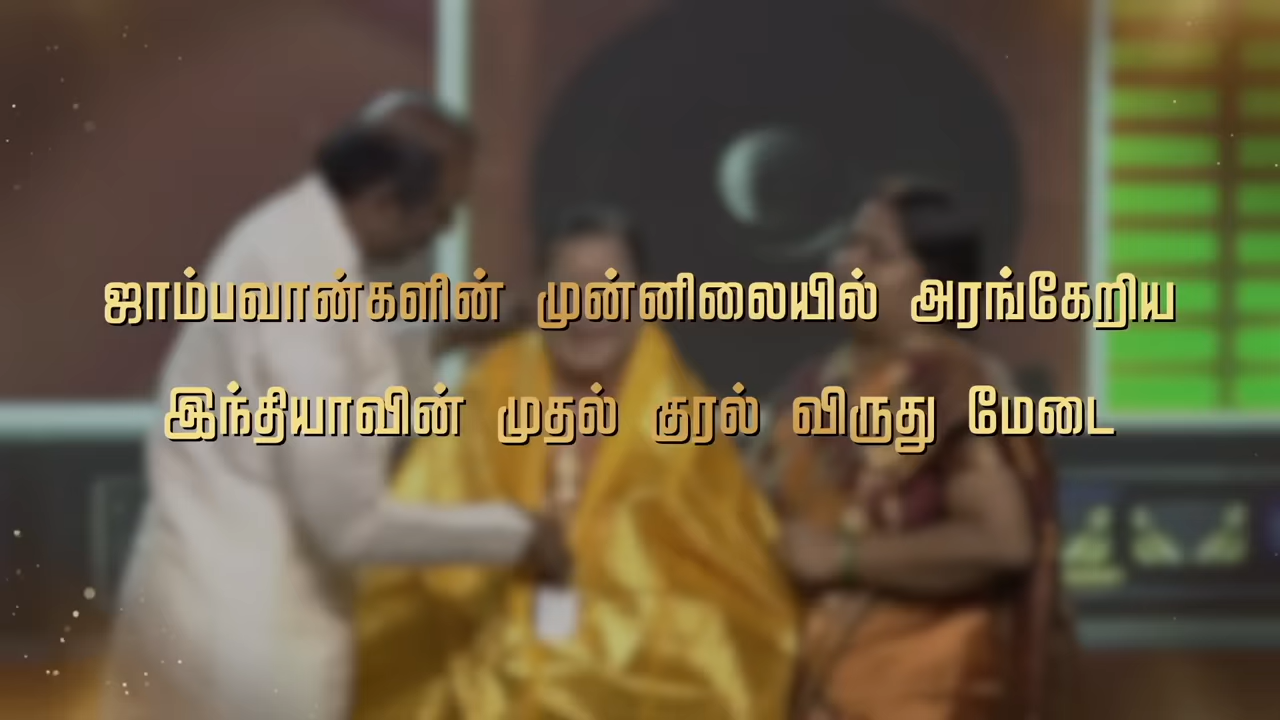 ஜாம்பவான்களின் முன்னிலையில் அரங்கேறிய
இந்தியாவின் முதல் குரல் விருது மேடை